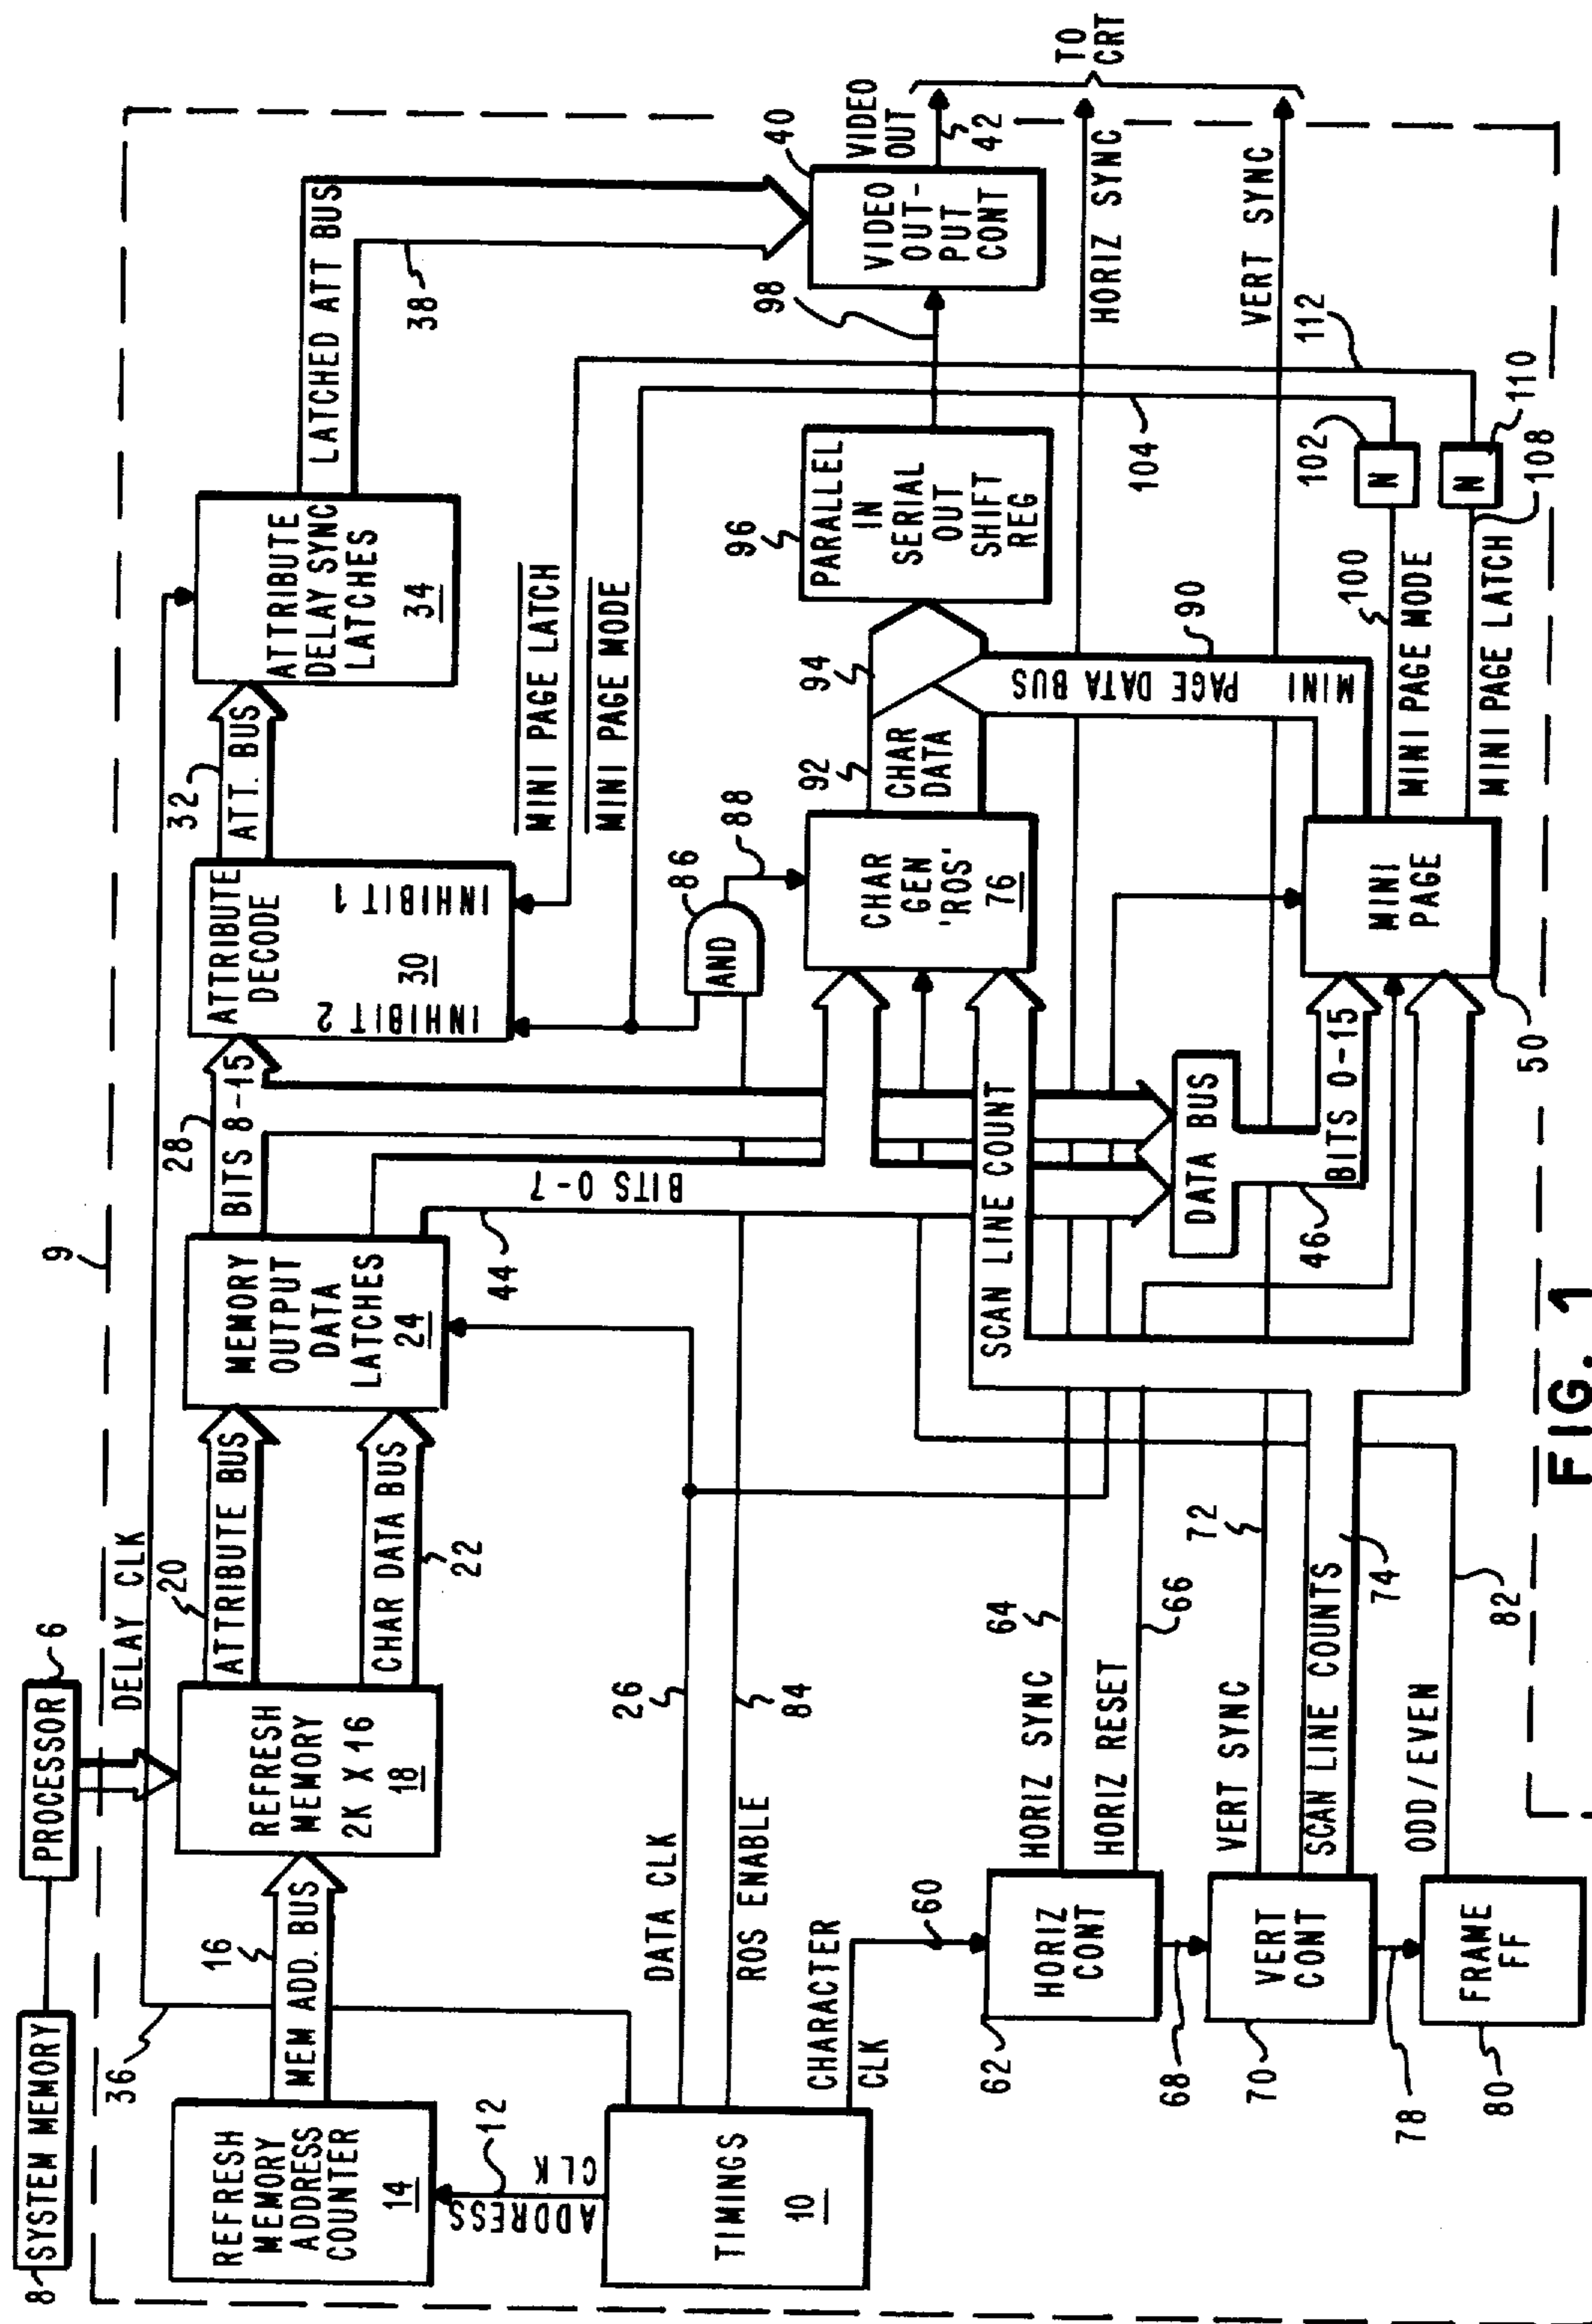 8
SYSTEM MEMORY
PROCESSOR
6
9
36
DELAY CLK
REFRESH
MEMORY
ADDRESS
COUNTER
14
16
MEM ADD. BUS
REFRESH
MEMORY
2K X 16
18
20
ATTRIBUTE BUS
CHAR DATA BUS
22
MEMORY
OUTPUT
DATA
LATCHES
24
28
BITS 8-15
ATTRIBUTE
DECODE
30
INHIBIT 2
INHIBIT 1
32
ATT. BUS
ATTRIBUTE
DELAY SYNC
LATCHES
34
LATCHED ATT BUS
38
ADDRESS
CLK
12
TIMINGS
10
DATA CLK
26
ROS ENABLE
84
44
BITS 0-7
MINI PAGE LATCH
MINI PAGE MODE
AND
86
88
CHARACTER
CLK
60
HORIZ
CONT
62
HORIZ SYNC
64
HORIZ RESET
66
68
VERT
CONT
70
VERT SYNC
72
SCAN LINE COUNTS
74
78
FRAME
FF
80
ODD/EVEN
82
SCAN LINE COUNT
DATA BUS
46
BITS 0-15
CHAR
GEN
'ROS'
76
92
CHAR
DATA
94
MINI PAGE DATA BUS
90
PARALLEL
IN
SERIAL
OUT
SHIFT
REG
96
98
VIDEO
OUT-
PUT
CONT
40
VIDEO
OUT
42
TO
CRT
HORIZ SYNC
VERT SYNC
MINI
PAGE
50
MINI PAGE MODE
100
N
102
104
MINI PAGE LATCH
108
N
110
112
FIG. 1